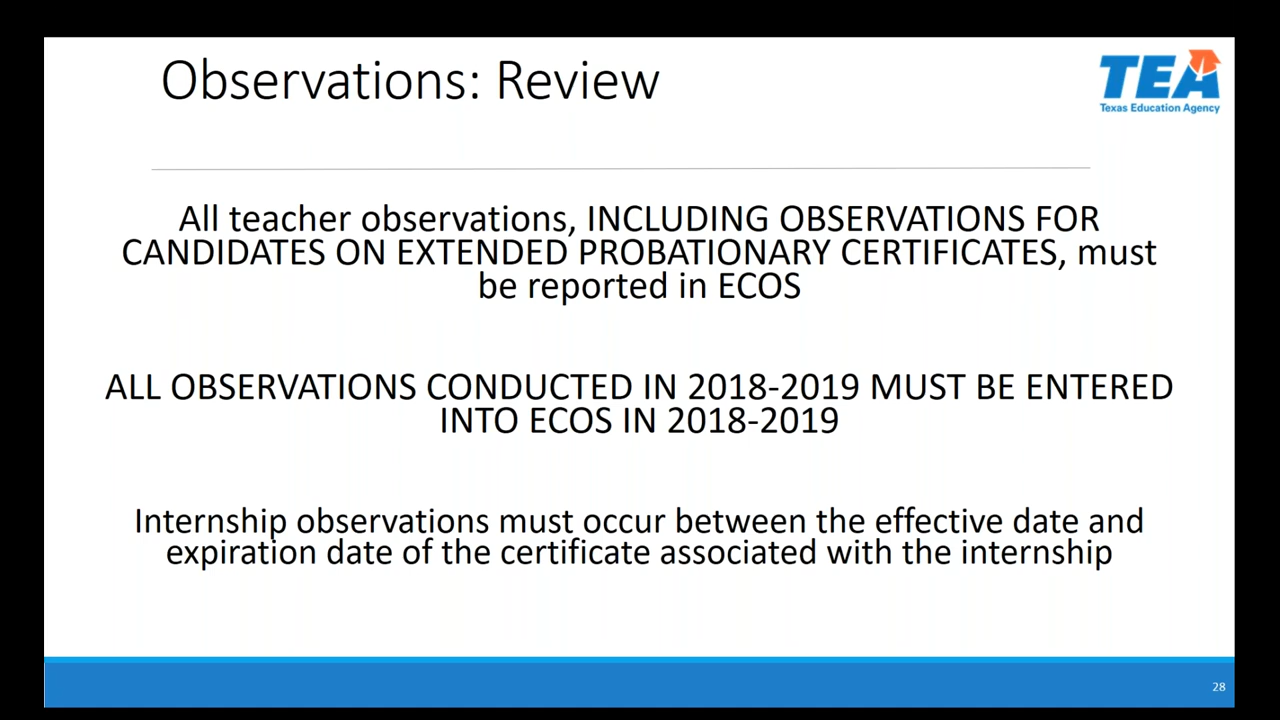 Observations: Review
TEA
Texas Education Agency
All teacher observations, INCLUDING OBSERVATIONS FOR
CANDIDATES ON EXTENDED PROBATIONARY CERTIFICATES, must
be reported in ECOS
ALL OBSERVATIONS CONDUCTED IN 2018-2019 MUST BE ENTERED
INTO ECOS IN 2018-2019
Internship observations must occur between the effective date and
expiration date of the certificate associated with the internship
28